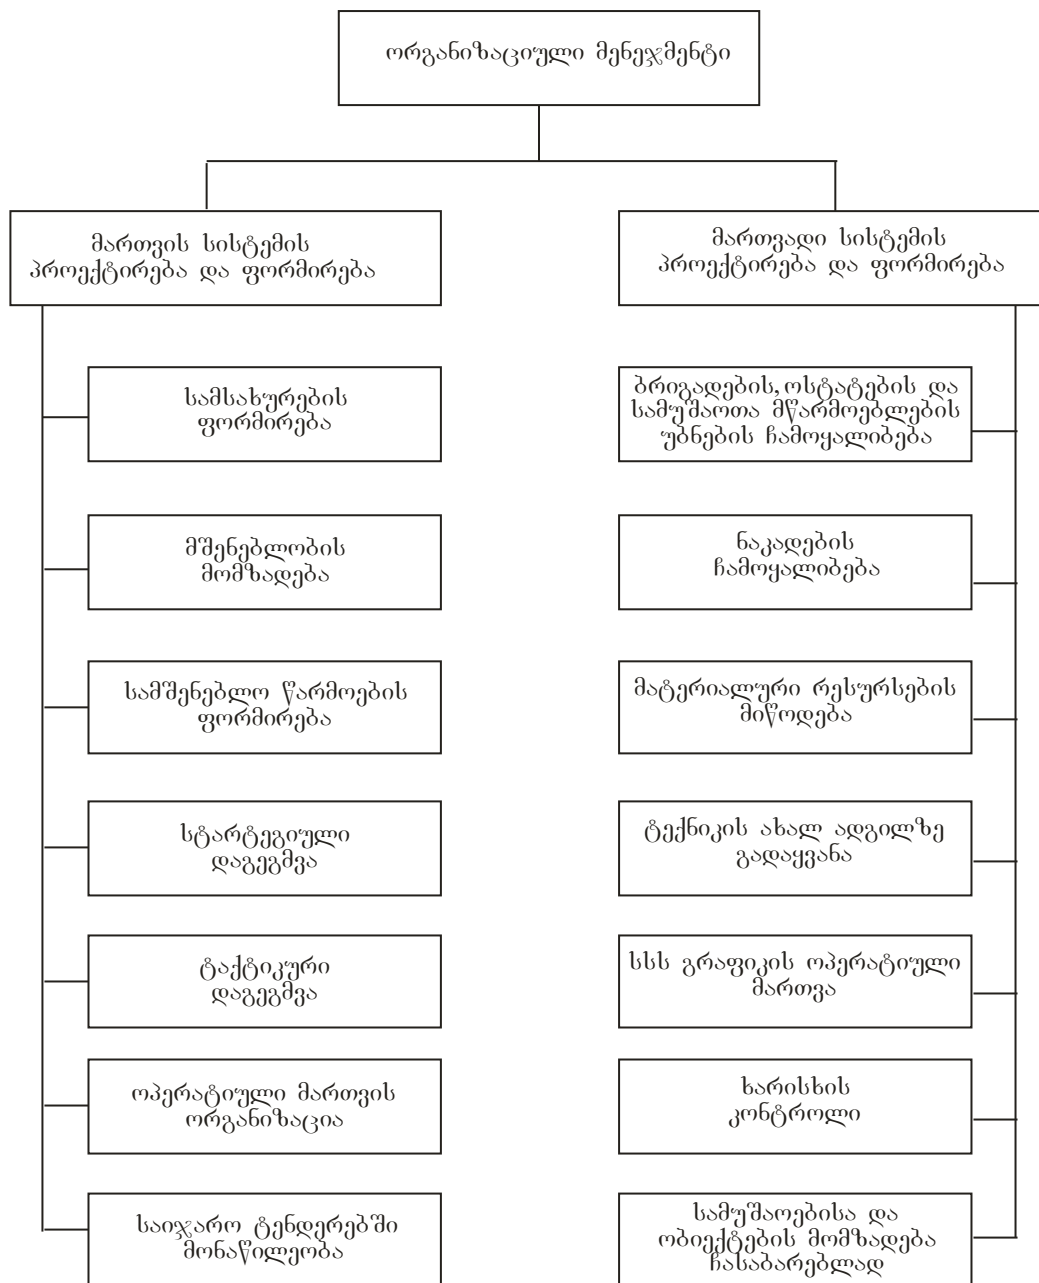 ორგანიზაციული მენეჯმენტი
მართვის სისტემის
პროექტირება და ფორმირება
მართვადი სისტემის
პროექტირება და ფორმირება
სამსახურების
ფორმირება
მშენებლობის
მომზადება
სამშენებლო წარმოების
ფორმირება
სტარტეგიული
დაგეგმვა
ტაქტიკური
დაგეგმვა
ოპერატიული მართვის
ორგანიზაცია
საიჯარო ტენდერებში
მონაწილეობა
ბრიგადების, ოსტატების და
სამუშაოთა მწარმოებლების
უბნების ჩამოყალიბება
ნაკადების
ჩამოყალიბება
მატერიალური რესურსების
მიწოდება
ტექნიკის ახალ ადგილზე
გადაყვანა
სსს გრაფიკის ოპერატიული
მართვა
ხარისხის
კონტროლი
სამუშაოებისა და
ობიექტების მომზადება
ჩასაბარებლად